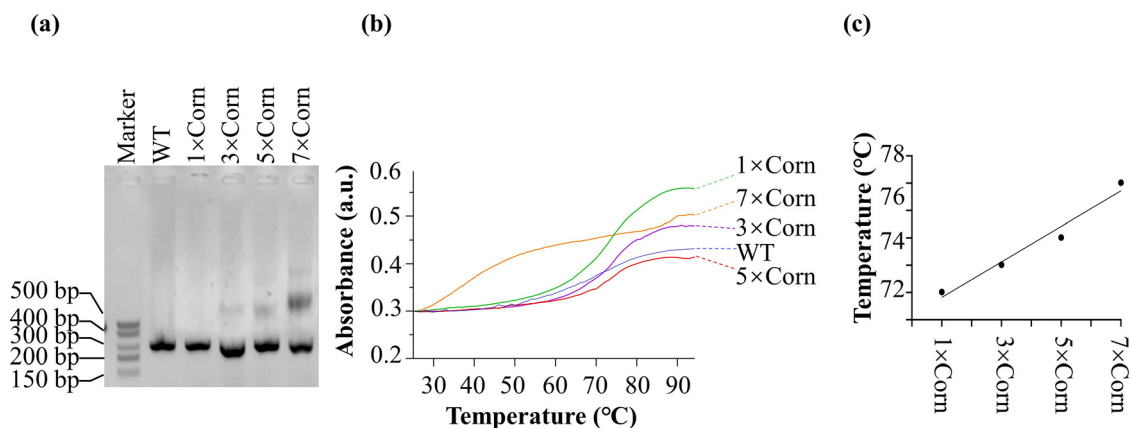 (a)
Marker
WT
1×Corn
3×Corn
5×Corn
7×Corn
500 bp
400 bp
300 bp
200 bp
150 bp
(b)
Absorbance (a.u.)
0.6
0.5
0.4
0.3
0.2
30 40 50 60 70 80 90
Temperature (℃)
1×Corn
7×Corn
3×Corn
WT
5×Corn
(c)
Temperature (℃)
78
76
74
72
1×Corn
3×Corn
5×Corn
7×Corn